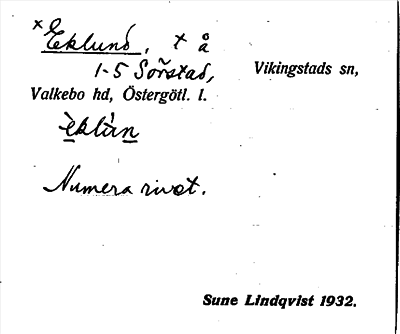 × Eklund, × å
1-5 Sörstad, Vikingstads sn,
Valkebo hd, Östergötl. l.
èklùn
Numera rivet.
Sune Lindqvist 1932.